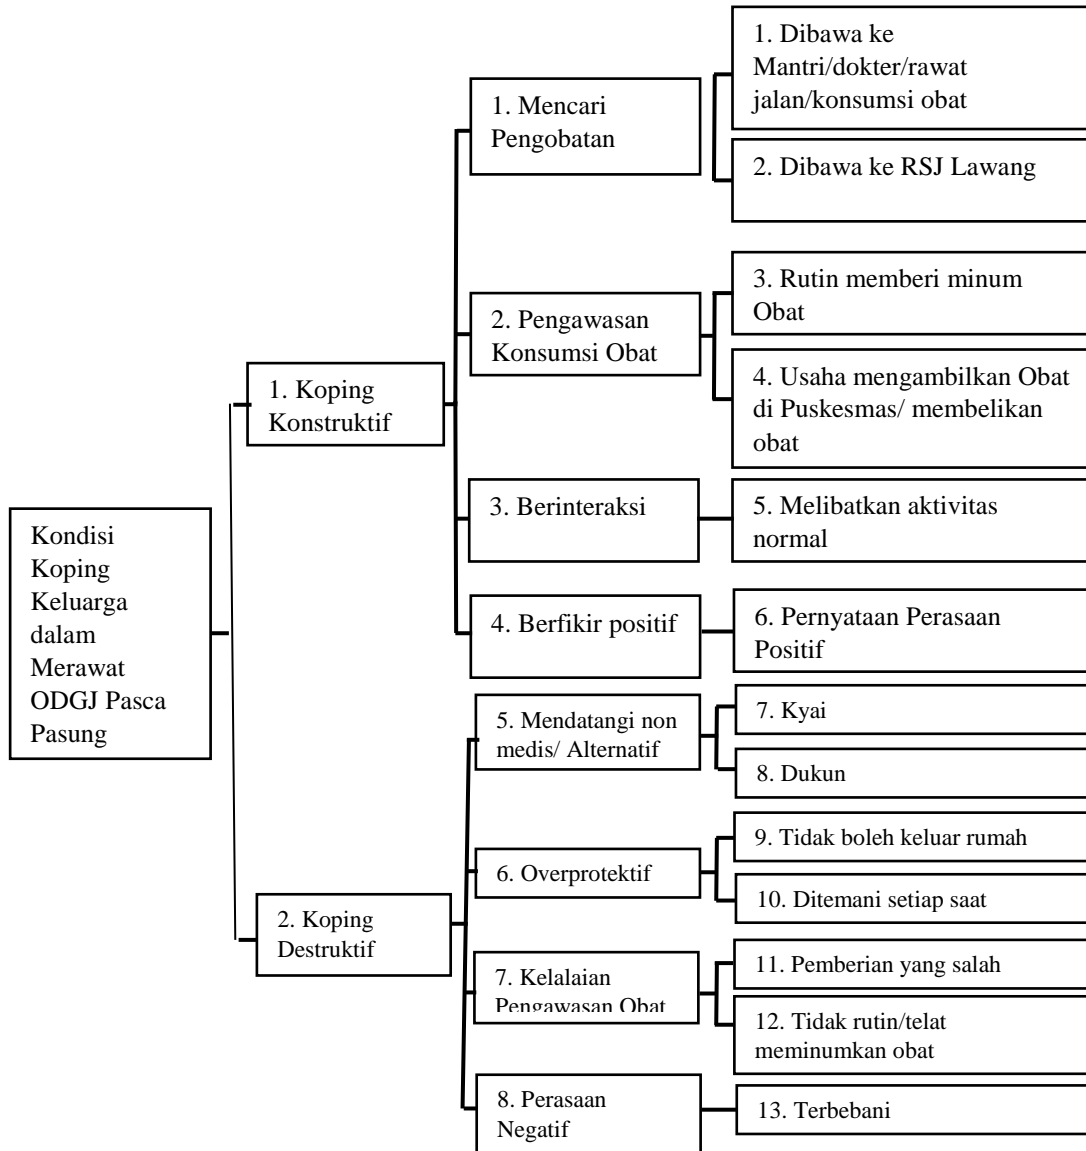 Kondisi
Koping
Keluarga
dalam
Merawat
ODGJ Pasca
Pasung
1. Koping
Konstruktif
1. Mencari
Pengobatan
1. Dibawa ke
Mantri/dokter/rawat
jalan/konsumsi obat
2. Dibawa ke RSJ Lawang
2. Pengawasan
Konsumsi Obat
3. Rutin memberi minum
Obat
4. Usaha mengambilkan Obat
di Puskesmas/ membelikan
obat
3. Berinteraksi
5. Melibatkan aktivitas
normal
4. Berfikir positif
6. Pernyataan Perasaan
Positif
2. Koping
Destruktif
5. Mendatangi non
medis/ Alternatif
7. Kyai
8. Dukun
6. Overprotektif
9. Tidak boleh keluar rumah
10. Ditemani setiap saat
7. Kelalaian
Pengawasan Obat
11. Pemberian yang salah
12. Tidak rutin/telat
meminumkan obat
8. Perasaan
Negatif
13. Terbebani